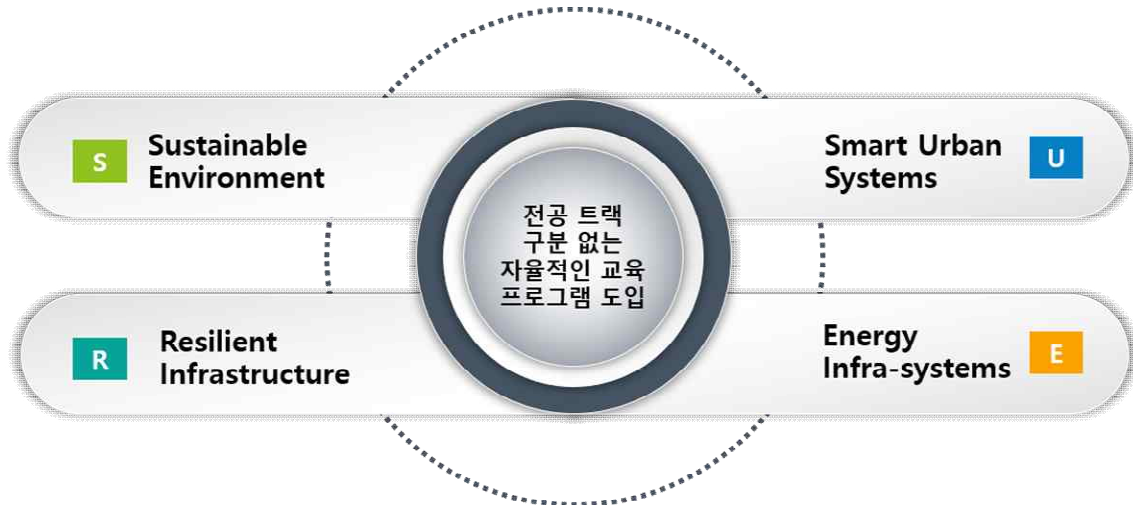 S
Sustainable
Environment
Smart Urban
Systems
U
전공 트랙
구분 없는
자율적인 교육
프로그램 도입
R
Resilient
Infrastructure
Energy
Infra-systems
E